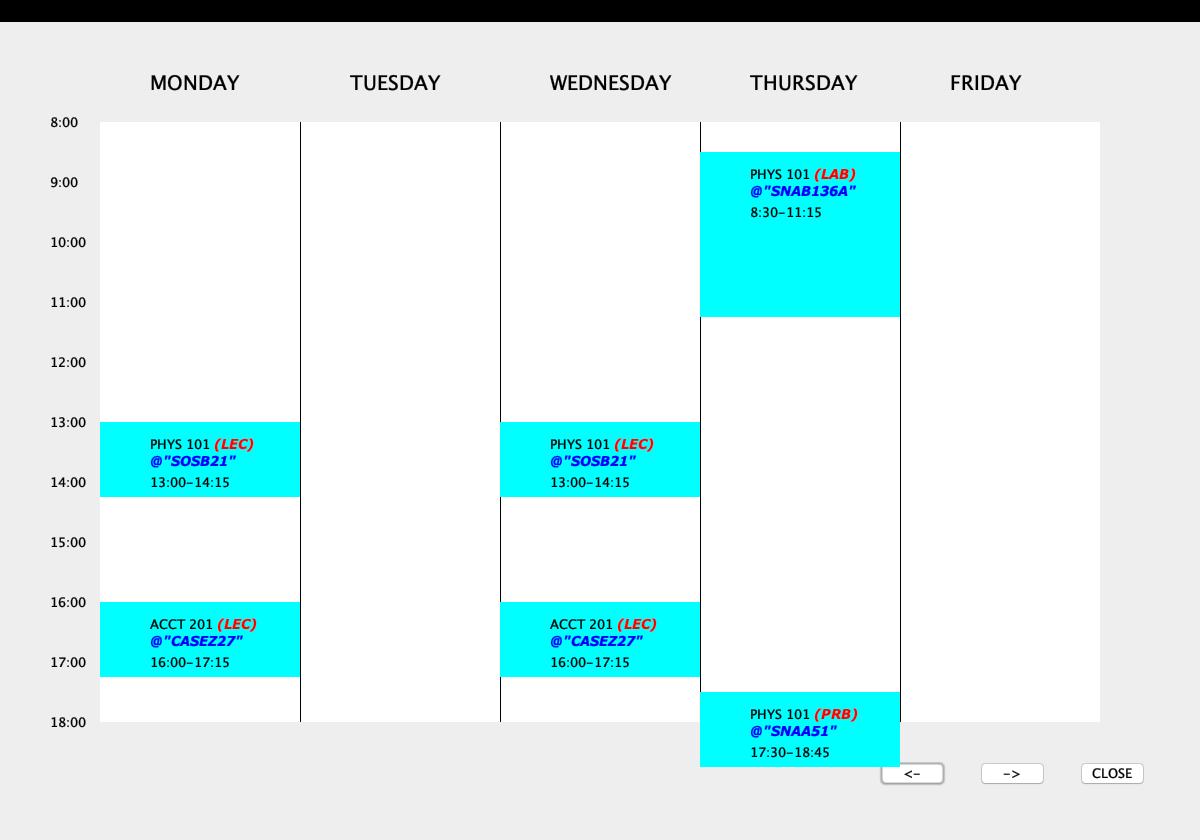 MONDAY TUESDAY WEDNESDAY THURSDAY FRIDAY
8:00
PHYS 101 (LAB)
@"SNAB136A"
8:30-11:15
9:00
10:00
11:00
12:00
13:00
PHYS 101 (LEC)
@"SOSB21"
13:00-14:15
PHYS 101 (LEC)
@"SOSB21"
13:00-14:15
14:00
15:00
16:00
ACCT 201 (LEC)
@"CASEZ27"
16:00-17:15
ACCT 201 (LEC)
@"CASEZ27"
16:00-17:15
17:00
18:00
PHYS 101 (PRB)
@"SNAA51"
17:30-18:45
<- -> CLOSE